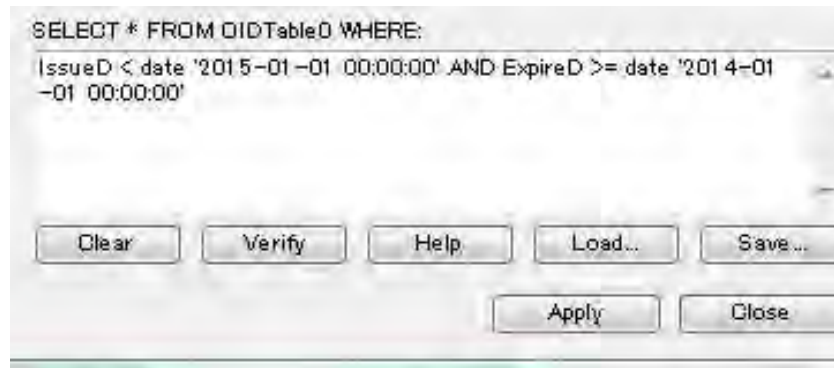 SELECT * FROM OIDTable0 WHERE:
IssueD < date '2015-01-01 00:00:00' AND ExpireD >= date '2014-01
-01 00:00:00'
Clear Verify Help Load... Save...
Apply Close